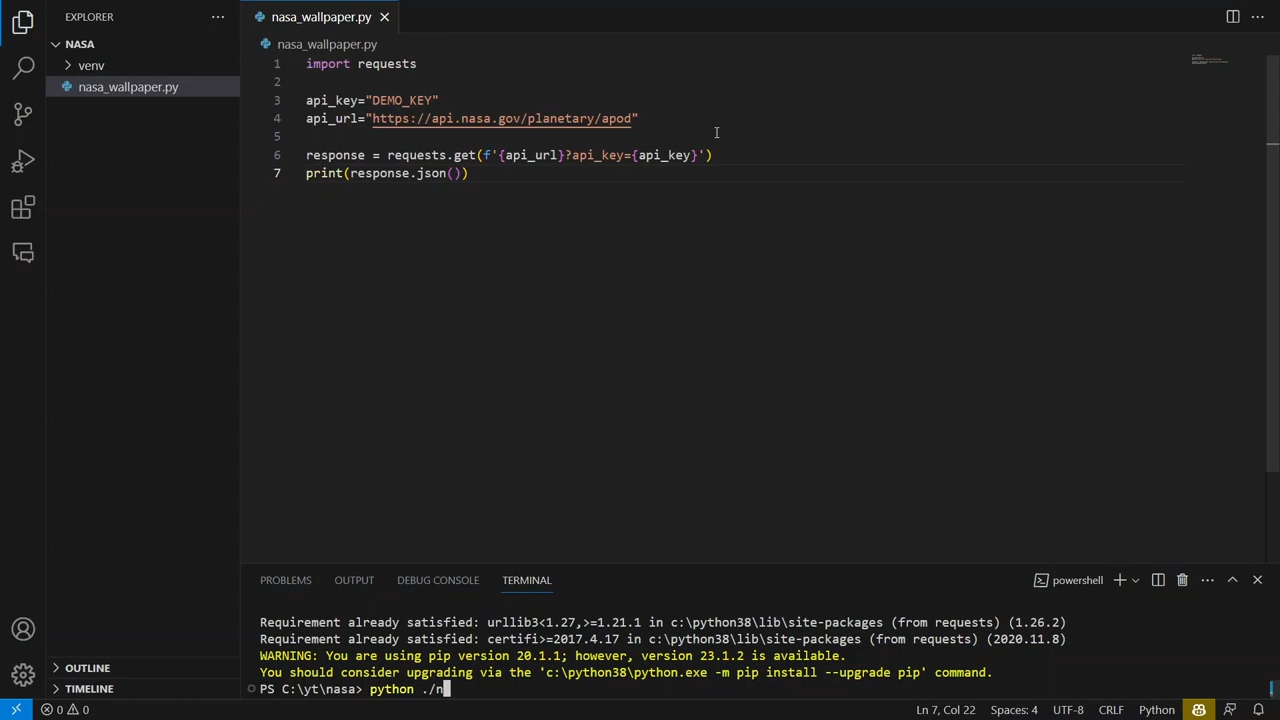 EXPLORER
nasa_wallpaper.py
NASA
nasa_wallpaper.py
venv
nasa_wallpaper.py
1 import requests
2
3 api_key="DEMO_KEY"
4 api_url="https://api.nasa.gov/planetary/apod"
5
6 response = requests.get(f'{api_url}?api_key={api_key}')
7 print(response.json())
PROBLEMS OUTPUT DEBUG CONSOLE TERMINAL
powershell
Requirement already satisfied: urllib3<1.27,>=1.21.1 in c:\python38\lib\site-packages (from requests) (1.26.2)
Requirement already satisfied: certifi>=2017.4.17 in c:\python38\lib\site-packages (from requests) (2020.11.8)
WARNING: You are using pip version 20.1.1; however, version 23.1.2 is available.
You should consider upgrading via the 'c:\python38\python.exe -m pip install --upgrade pip' command.
PS C:\yt\nasa> python ./n
OUTLINE
TIMELINE
0 0
Ln 7, Col 22 Spaces: 4 UTF-8 CRLF Python